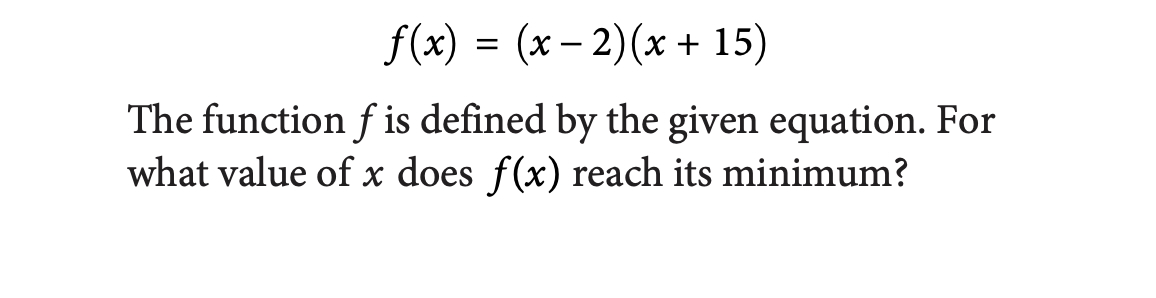 f(x) = (x − 2)(x + 15)
The function f is defined by the given equation. For
what value of x does f(x) reach its minimum?